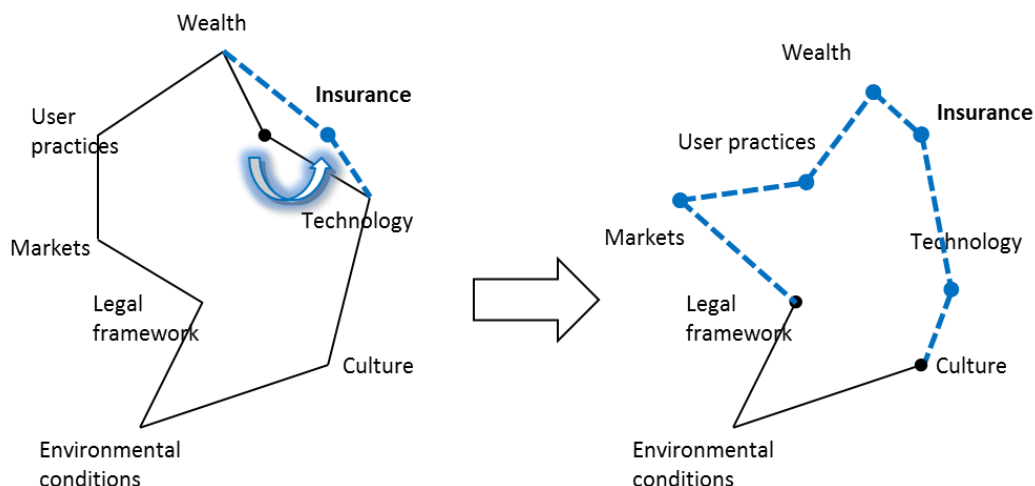 Wealth
User
practices
Insurance
Technology
Markets
Legal
framework
Culture
Environmental
conditions
Wealth
Insurance
User practices
Markets
Technology
Legal
framework
Culture
Environmental
conditions